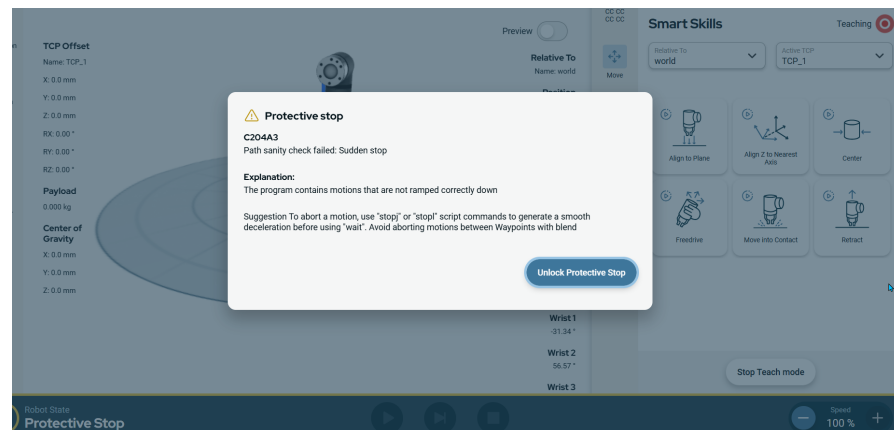 Preview
CC CC
CC CC
Smart Skills
Teaching
TCP Offset
Name: TCP_1
X: 0.0 mm
Y: 0.0 mm
Z: 0.0 mm
RX: 0.00 °
RY: 0.00 °
RZ: 0.00 °
Payload
0.000 kg
Center of
Gravity
X: 0.0 mm
Y: 0.0 mm
Z: 0.0 mm
Relative To
Name: world
Position
Move
Relative To
world
Active TCP
TCP_1
Protective stop
C204A3
Path sanity check failed: Sudden stop
Explanation:
The program contains motions that are not ramped correctly down
Suggestion To abort a motion, use "stopj" or "stopl" script commands to generate a smooth
deceleration before using "wait". Avoid aborting motions between Waypoints with blend
Unlock Protective Stop
Align to Plane
Align Z to Nearest
Axis
Center
Freedrive
Move Into Contact
Retract
Wrist 1
-31.34 °
Wrist 2
56.57 °
Wrist 3
Stop Teach mode
Robot State
Protective Stop
Speed
100 %